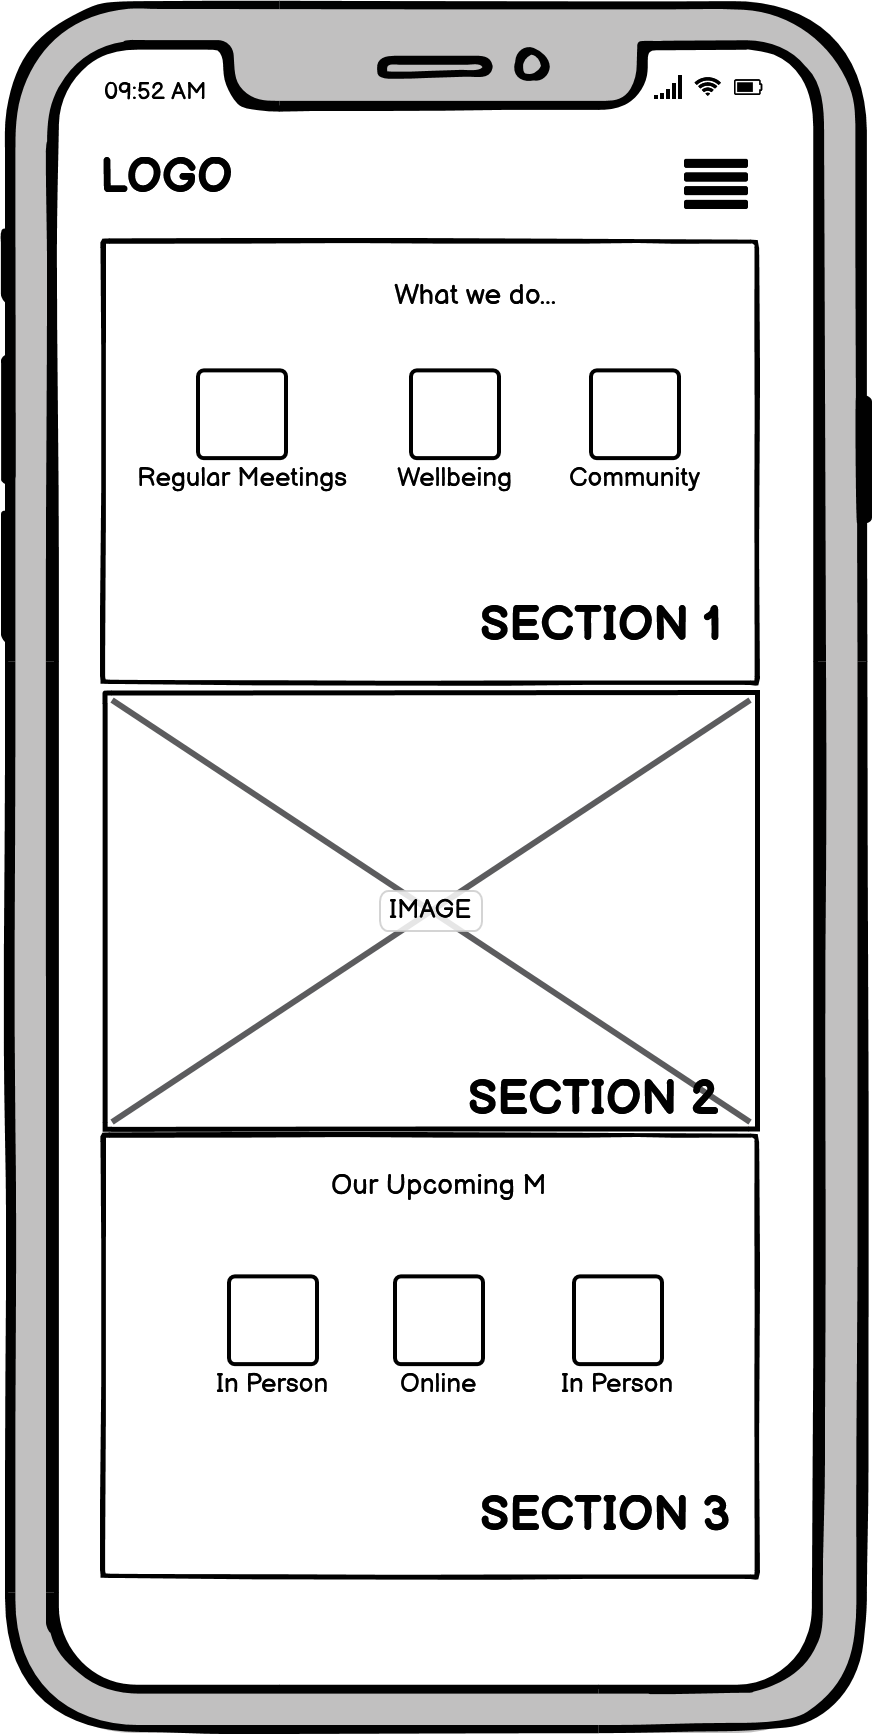 09:52 AM
LOGO
What we do...
Regular Meetings Wellbeing Community
SECTION 1
IMAGE
SECTION 2
Our Upcoming M
In Person Online In Person
SECTION 3